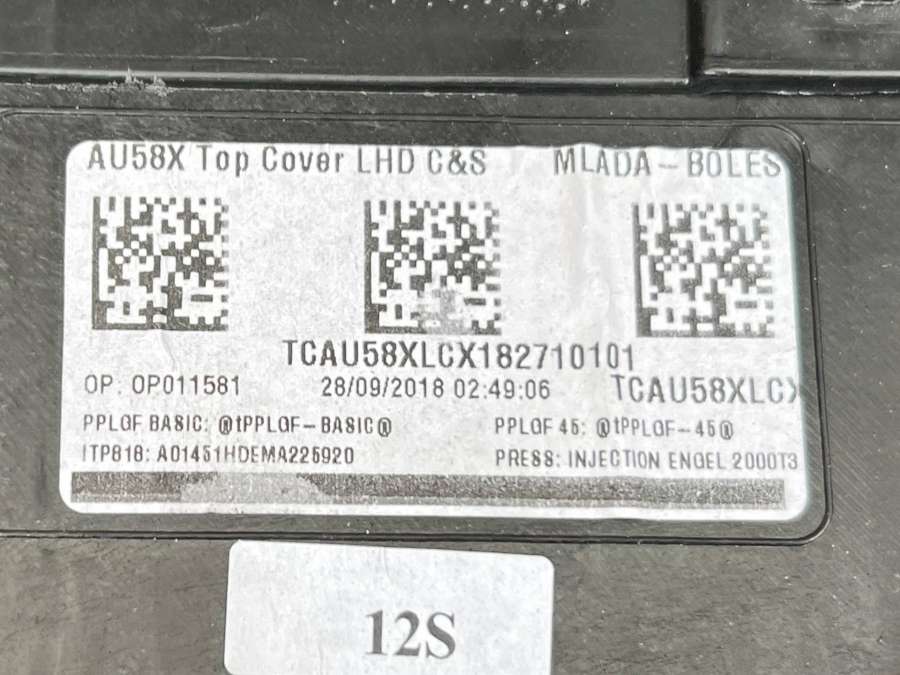 AU58X Top Cover LHD C&S MLADA-BOLES
TCAU58XLCX182710101
OP: OP011581 28/09/2018 02:49:06 TCAU58XLCX
PPLGF BASIC: @tPPLGF-BASIC@ PPLGF 45: @tPPLGF-45@
ITP818: A01451HDEMA225920 PRESS: INJECTION ENGEL 2000T3
12S